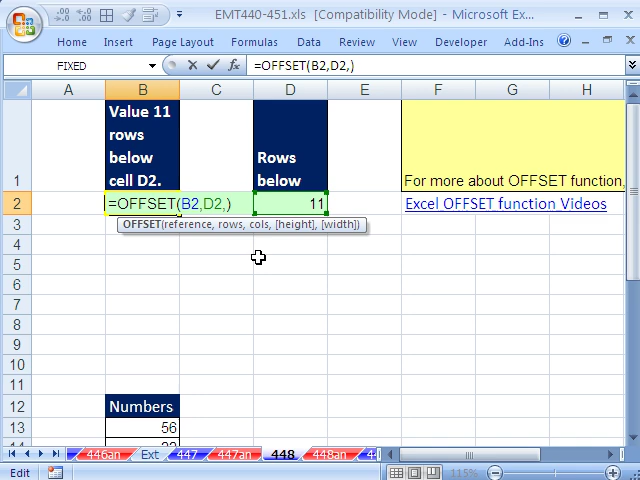 EMT440-451.xls [Compatibility Mode] - Microsoft Ex...
Home Insert Page Layout Formulas Data Review View Developer Add-Ins
FIXED fx =OFFSET(B2,D2,)
A B C D E F G H
1
Value 11
rows
below
cell D2.
Rows
below
For more about OFFSET function,
2 =OFFSET(B2,D2,) 11 Excel OFFSET function Videos
OFFSET(reference, rows, cols, [height], [width])
3
4
5
6
7
8
9
10
11
12 Numbers
13 56
446an Ext 447 447an 448 448an
Edit 115%